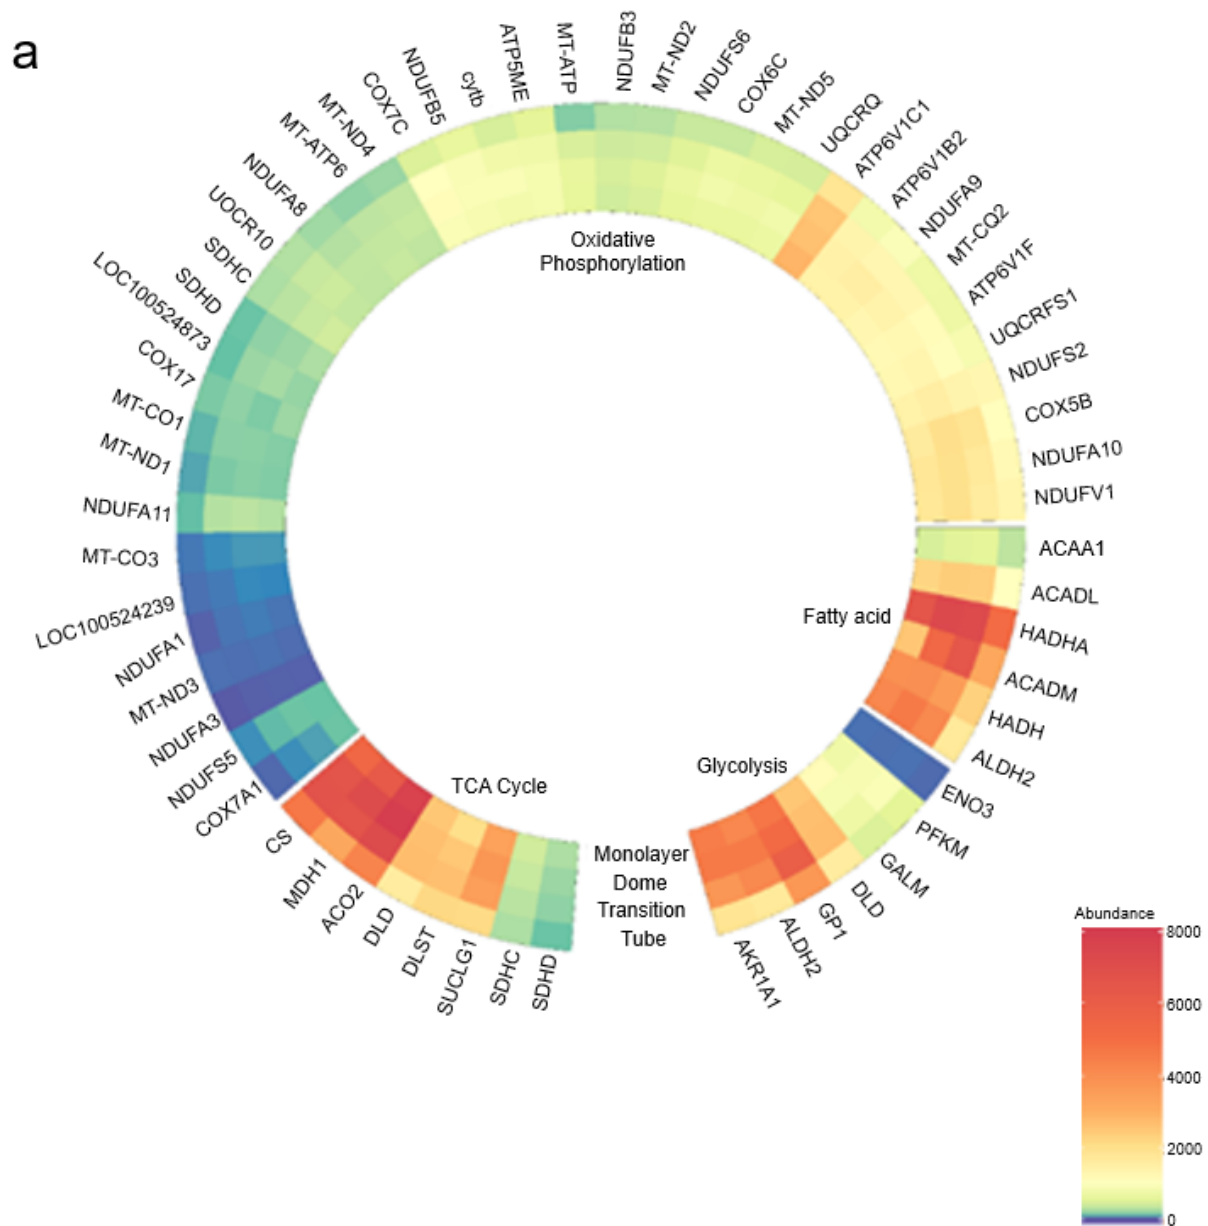 a
COX7A1
NDUFS5
NDUFA3
MT-ND3
NDUFA1
LOC100524239
MT-CO3
NDUFA11
MT-ND1
MT-CO1
COX17
LOC100524873
SDHD
SDHC
UOCR10
NDUFA8
MT-ATP6
MT-ND4
COX7C
NDUFB5
cytb
ATP5ME
MT-ATP
NDUFB3
MT-ND2
NDUFS6
COX6C
MT-ND5
UQCRQ
ATP6V1C1
ATP6V1B2
NDUFA9
MT-CQ2
ATP6V1F
UQCRFS1
NDUFS2
COX5B
NDUFA10
NDUFV1
ACAA1
ACADL
HADHA
ACADM
HADH
ALDH2
ENO3
PFKM
GALM
DLD
GP1
ALDH2
AKR1A1
SDHD
SDHC
SUCLG1
DLST
DLD
ACO2
MDH1
CS
Oxidative
Phosphorylation
Fatty acid
Glycolysis
TCA Cycle
Monolayer
Dome
Transition
Tube
Abundance
8000
6000
4000
2000
0